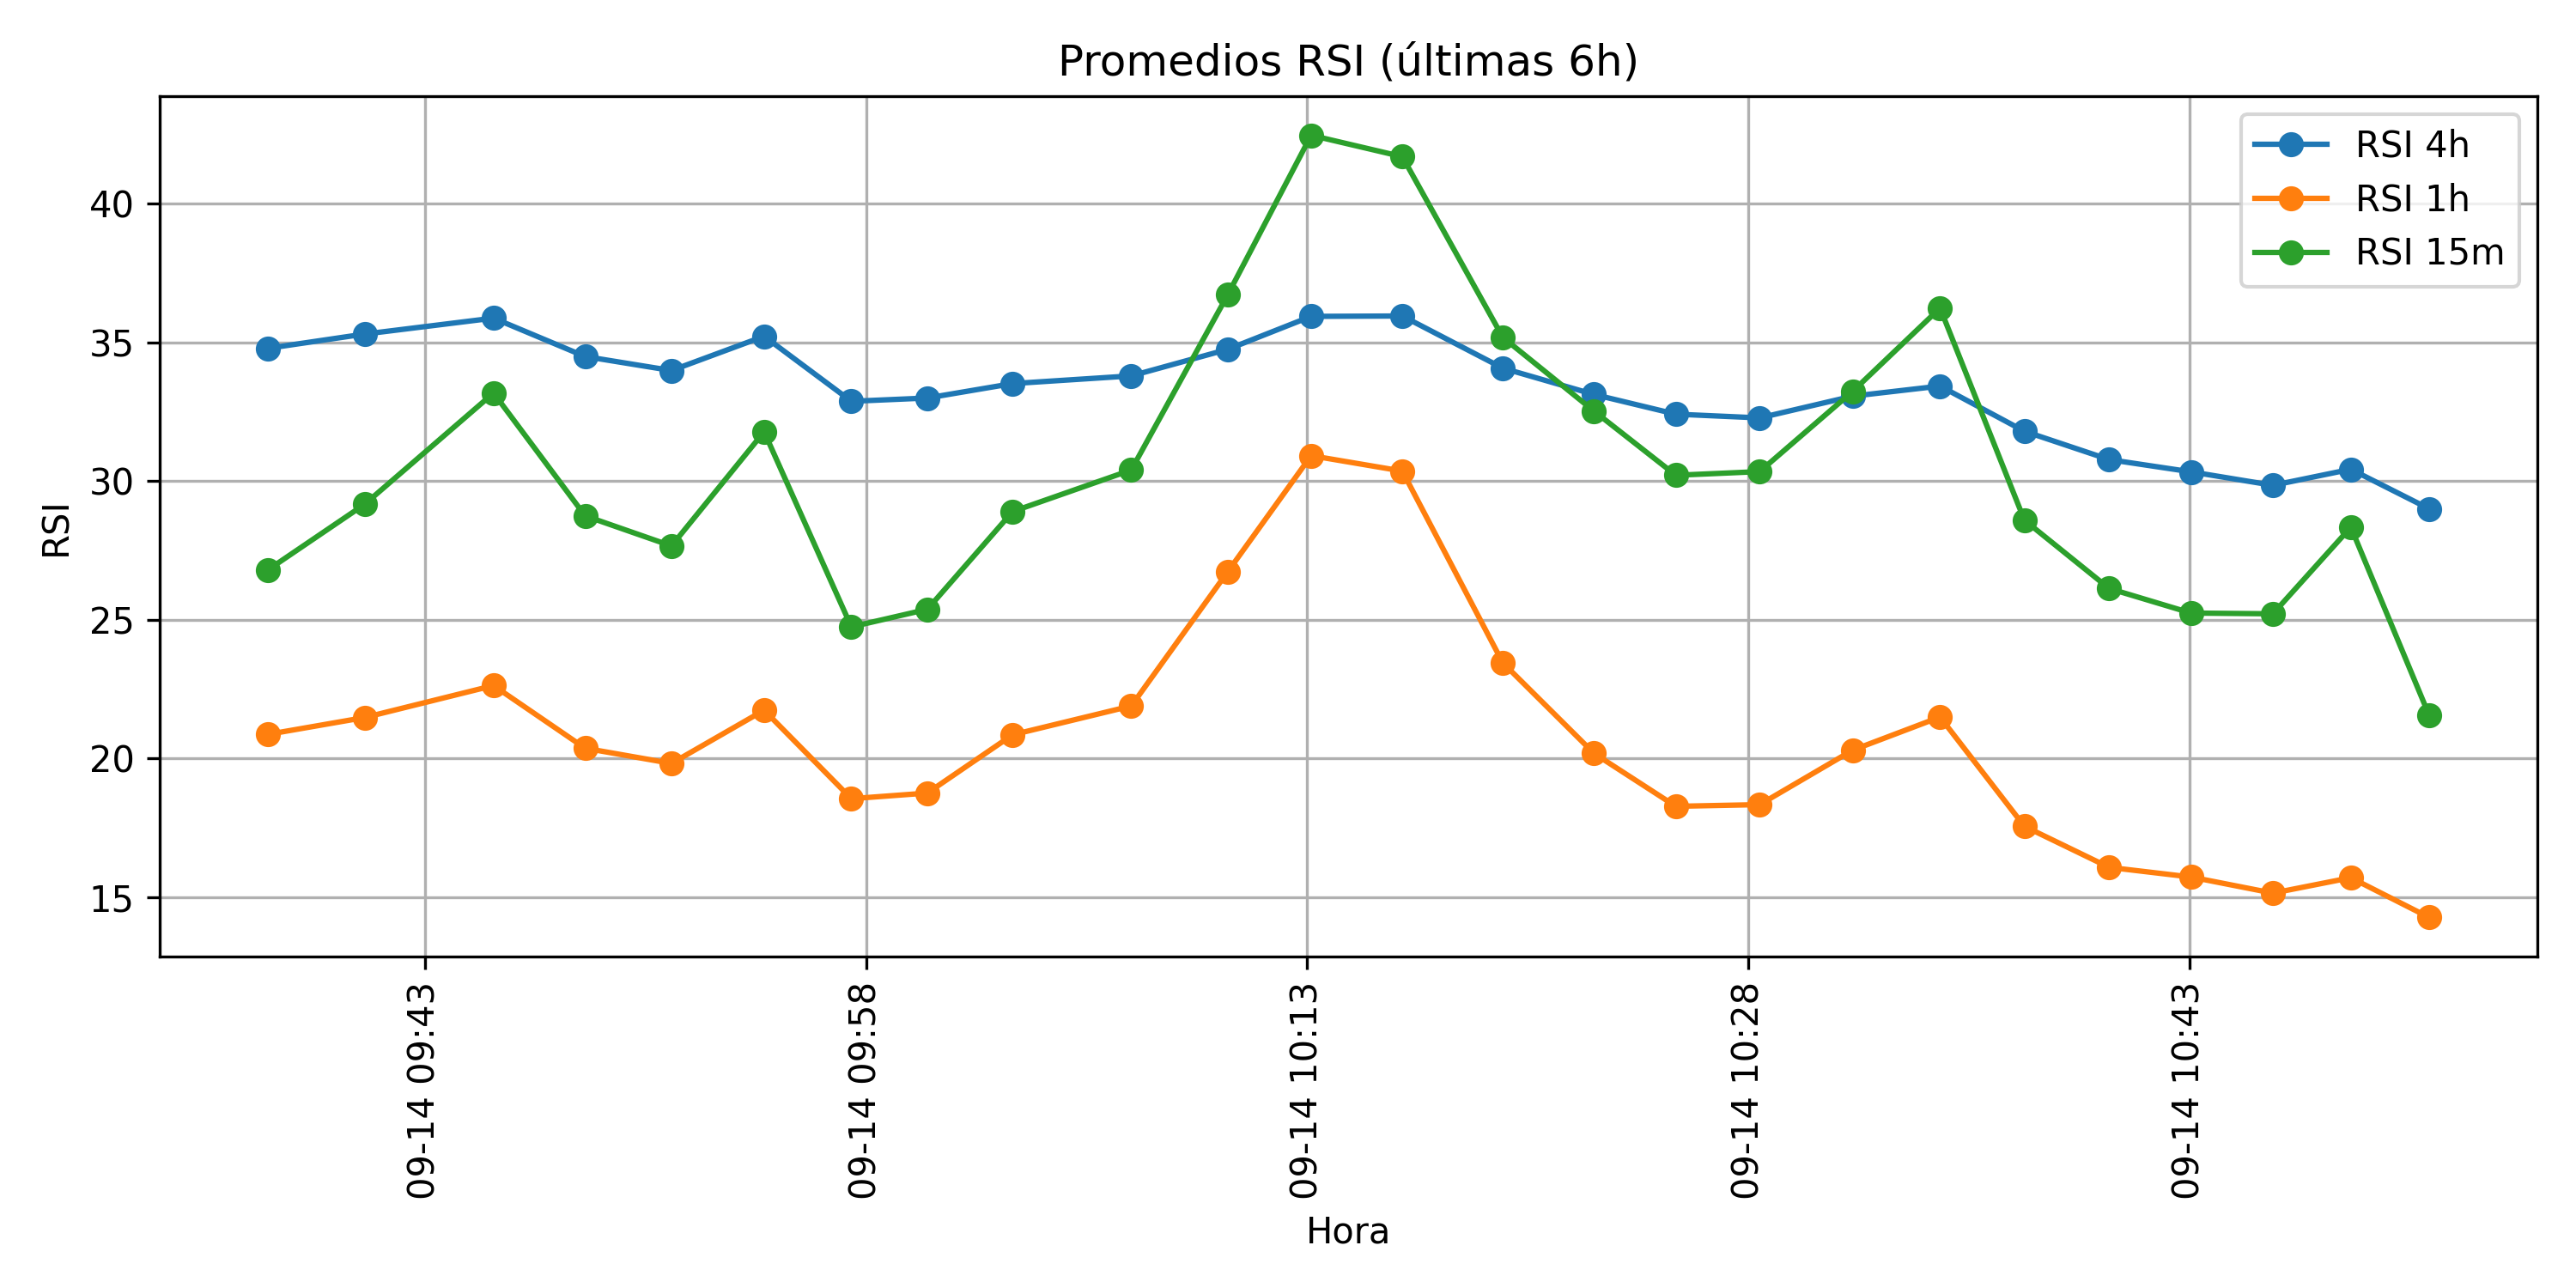 Promedios RSI (últimas 6h)
RSI 4h
RSI 1h
RSI 15m
RSI
40
35
30
25
20
15
09-14 09:43
09-14 09:58
09-14 10:13
09-14 10:28
09-14 10:43
Hora